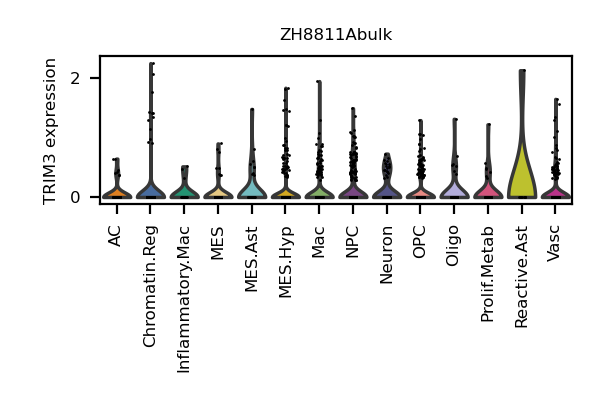 ZH8811Abulk
TRIM3 expression
2
0
AC
Chromatin.Reg
Inflammatory.Mac
MES
MES.Ast
MES.Hyp
Mac
NPC
Neuron
OPC
Oligo
Prolif.Metab
Reactive.Ast
Vasc